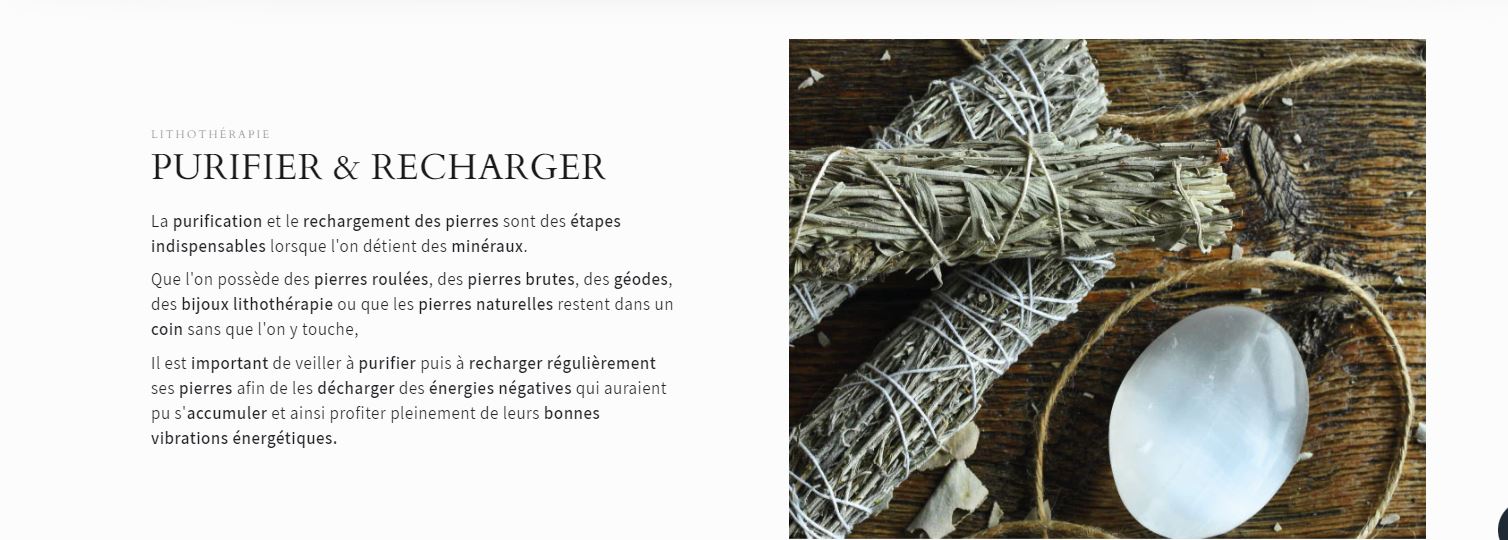 LITHOTHÉRAPIE
PURIFIER & RECHARGER
La purification et le rechargement des pierres sont des étapes
indispensables lorsque l'on détient des minéraux.
Que l'on possède des pierres roulées, des pierres brutes, des géodes,
des bijoux lithothérapie ou que les pierres naturelles restent dans un
coin sans que l'on y touche,
Il est important de veiller à purifier puis à recharger régulièrement
ses pierres afin de les décharger des énergies négatives qui auraient
pu s'accumuler et ainsi profiter pleinement de leurs bonnes
vibrations énergétiques.